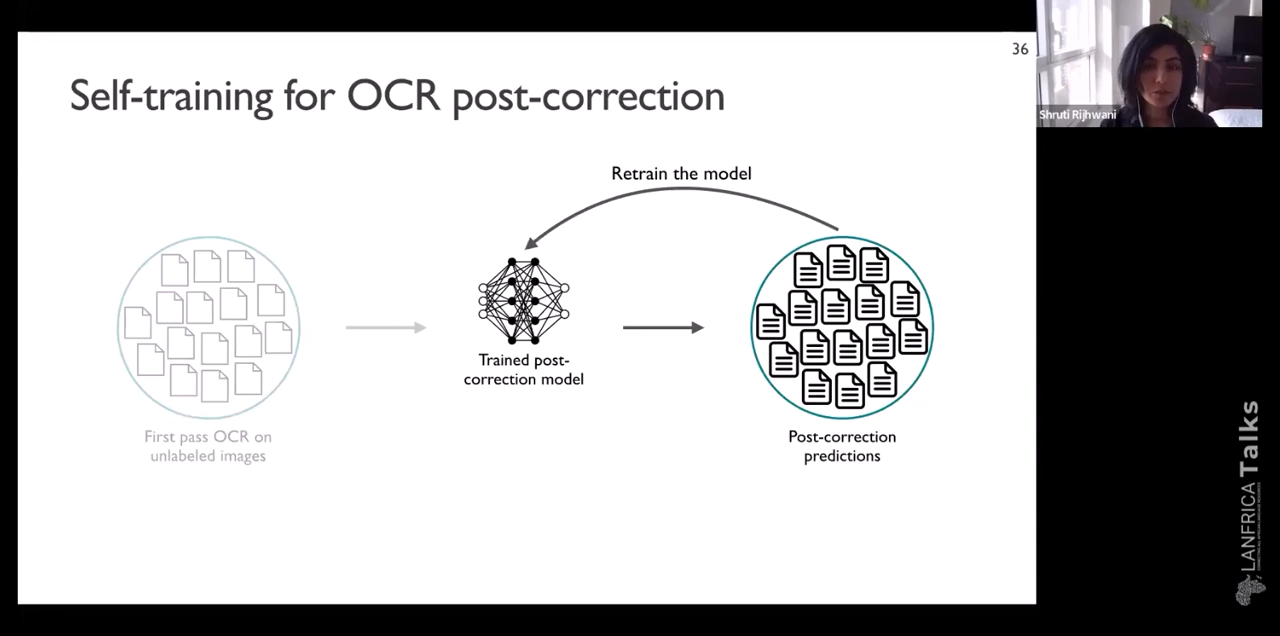 36
Self-training for OCR post-correction
Shruti Rijhwani
Retrain the model
Trained post-
correction model
First pass OCR on
unlabeled images
Post-correction
predictions
LANFRICA Talks